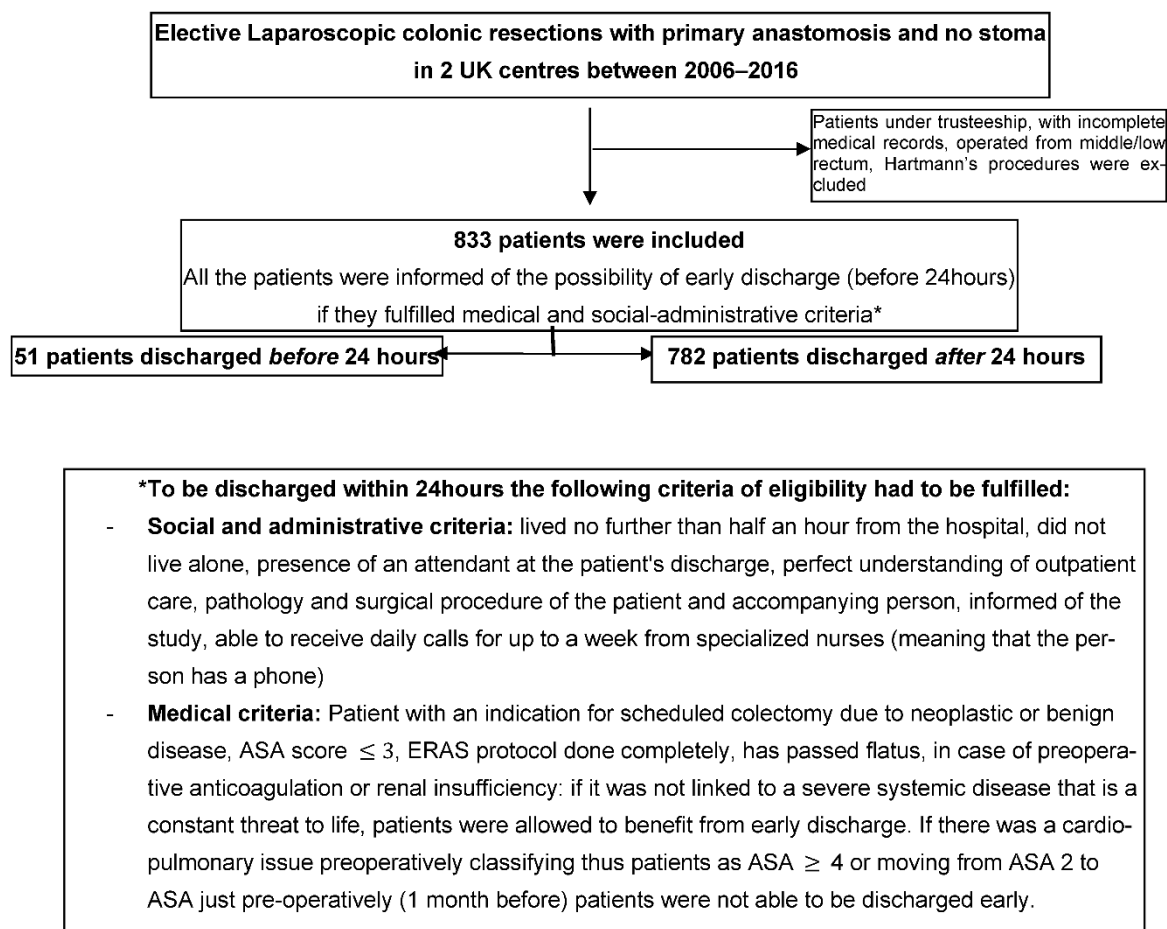 Elective Laparoscopic colonic resections with primary anastomosis and no stoma
in 2 UK centres between 2006–2016
Patients under trusteeship, with incomplete
medical records, operated from middle/low
rectum, Hartmann's procedures were ex-
cluded
833 patients were included
All the patients were informed of the possibility of early discharge (before 24hours)
if they fulfilled medical and social-administrative criteria*
51 patients discharged before 24 hours
782 patients discharged after 24 hours
*To be discharged within 24hours the following criteria of eligibility had to be fulfilled:
- Social and administrative criteria: lived no further than half an hour from the hospital, did not
live alone, presence of an attendant at the patient's discharge, perfect understanding of outpatient
care, pathology and surgical procedure of the patient and accompanying person, informed of the
study, able to receive daily calls for up to a week from specialized nurses (meaning that the per-
son has a phone)
- Medical criteria: Patient with an indication for scheduled colectomy due to neoplastic or benign
disease, ASA score ≤ 3, ERAS protocol done completely, has passed flatus, in case of preopera-
tive anticoagulation or renal insufficiency: if it was not linked to a severe systemic disease that is a
constant threat to life, patients were allowed to benefit from early discharge. If there was a cardio-
pulmonary issue preoperatively classifying thus patients as ASA ≥ 4 or moving from ASA 2 to
ASA just pre-operatively (1 month before) patients were not able to be discharged early.